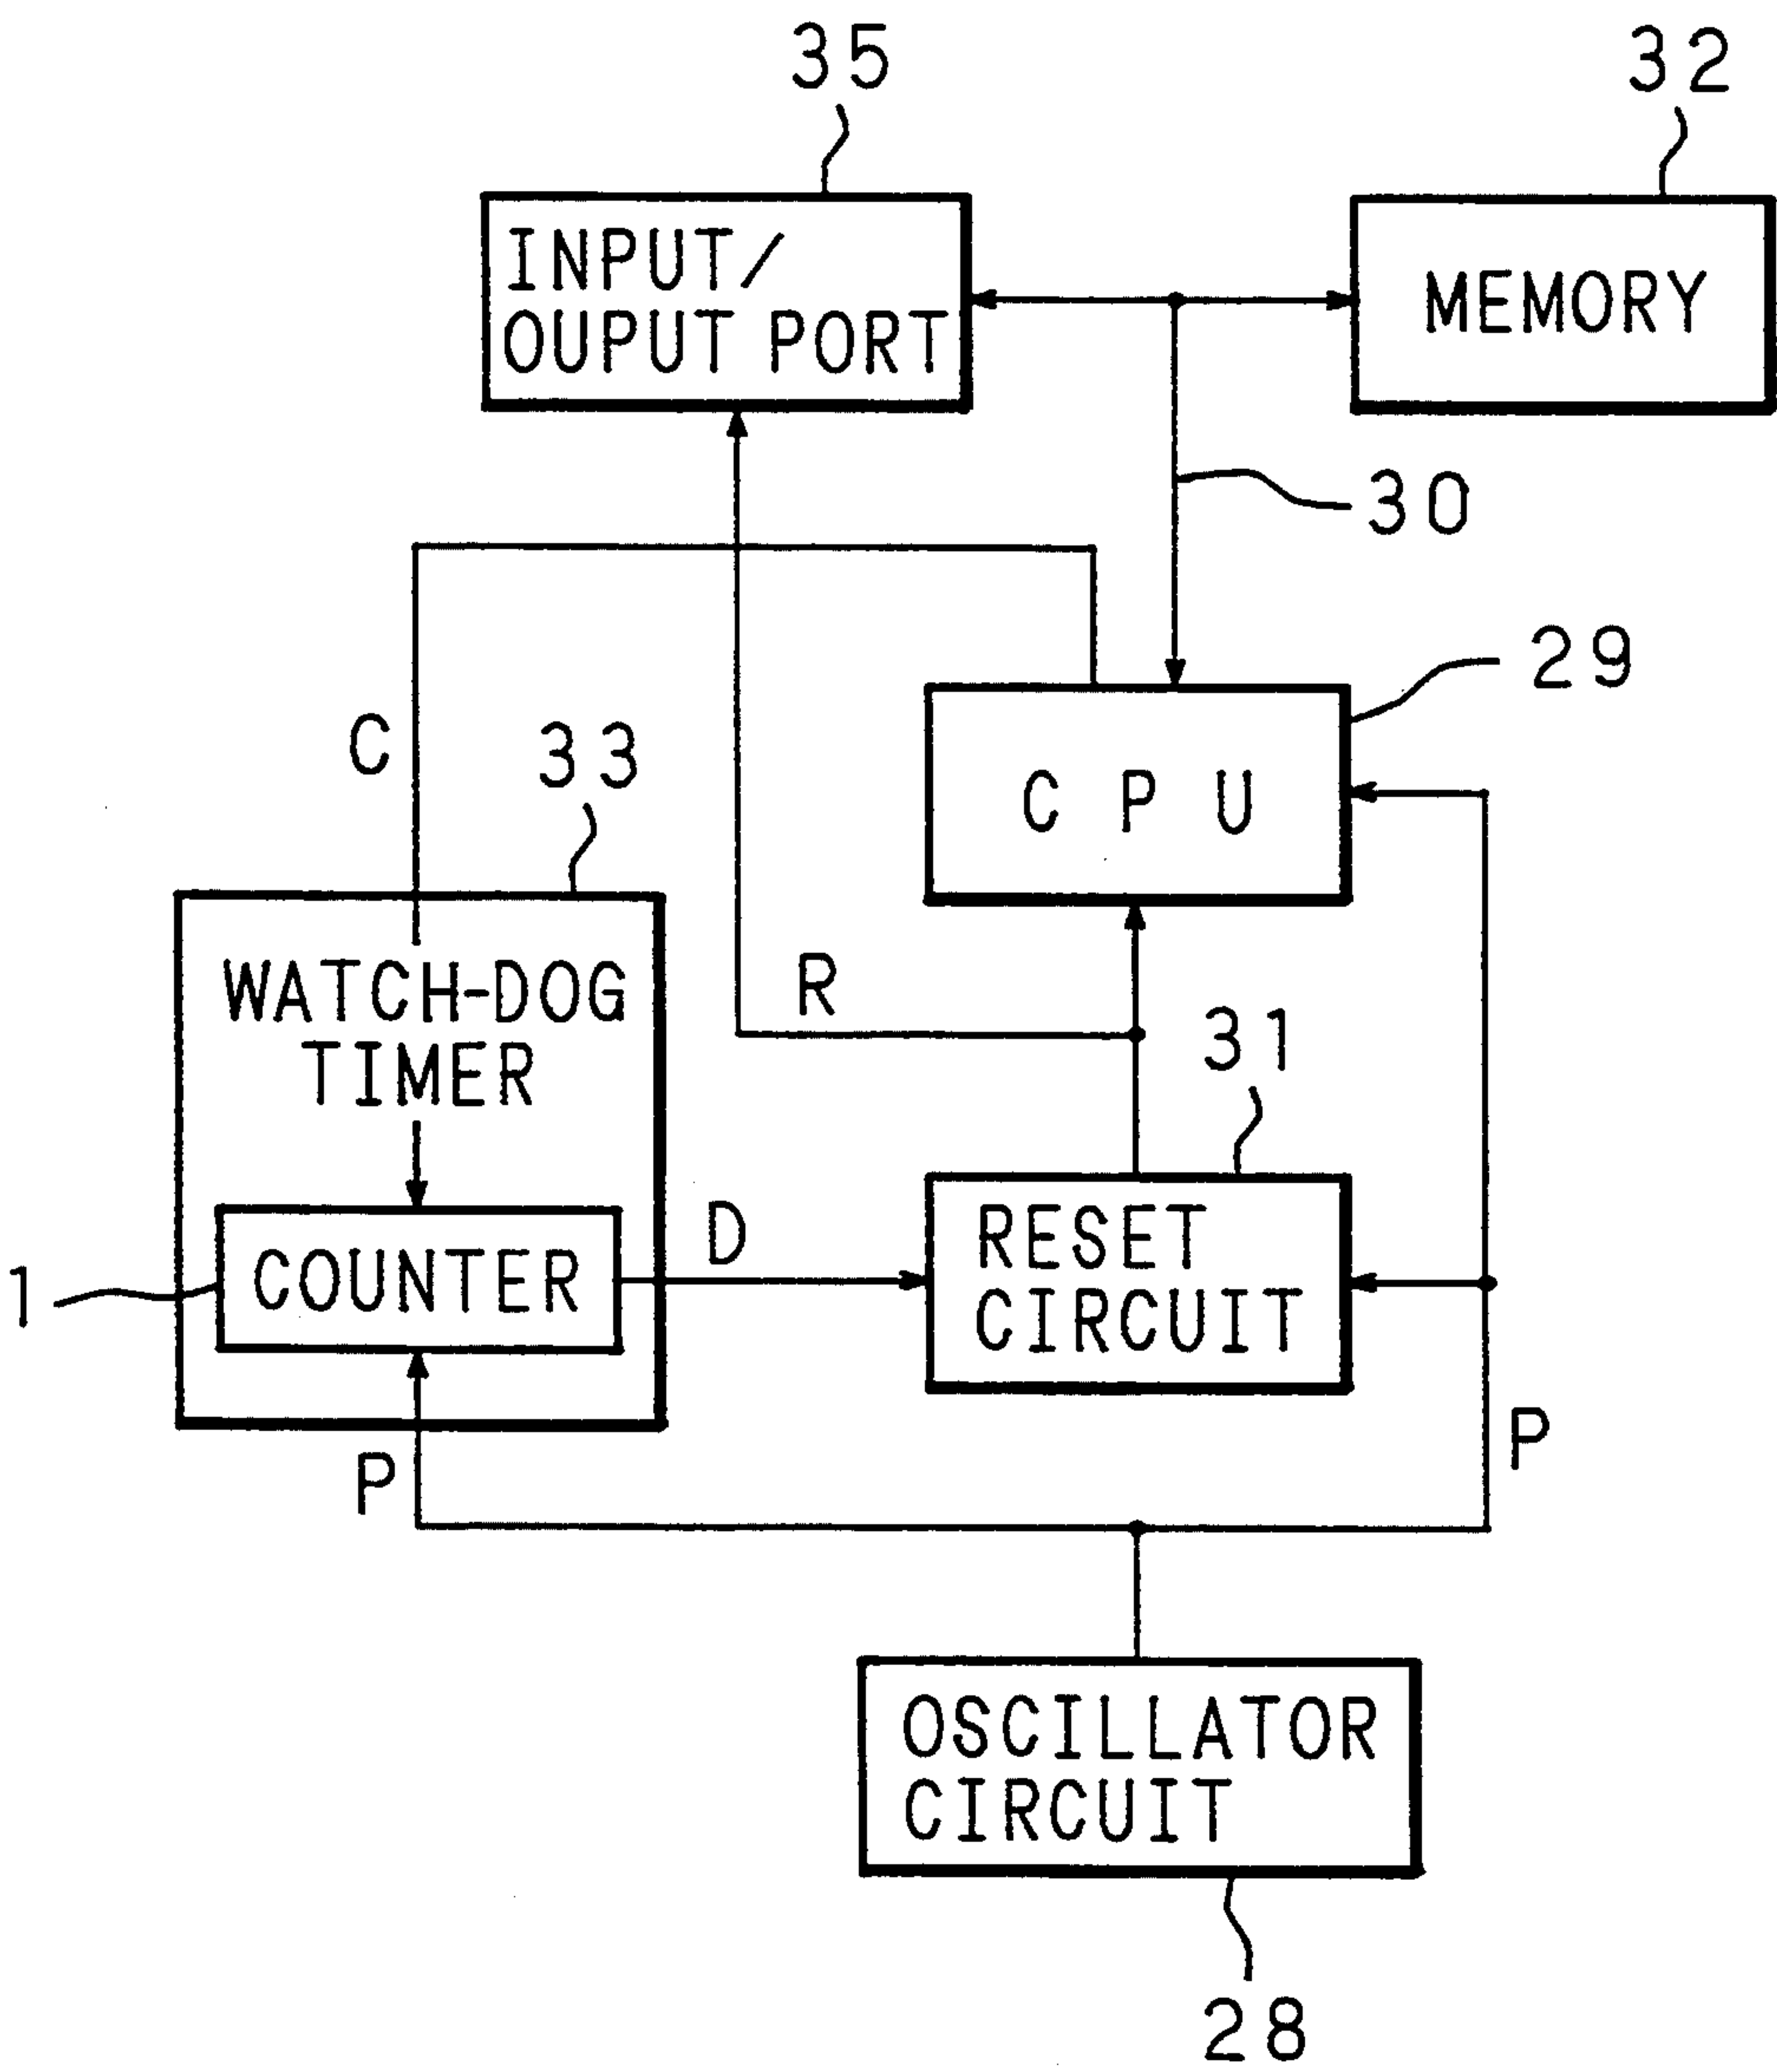 35
32
INPUT/
OUPUT PORT
MEMORY
30
29
C
33
C P U
WATCH-DOG
TIMER
R
31
D
RESET
CIRCUIT
1
COUNTER
P
P
OSCILLATOR
CIRCUIT
28